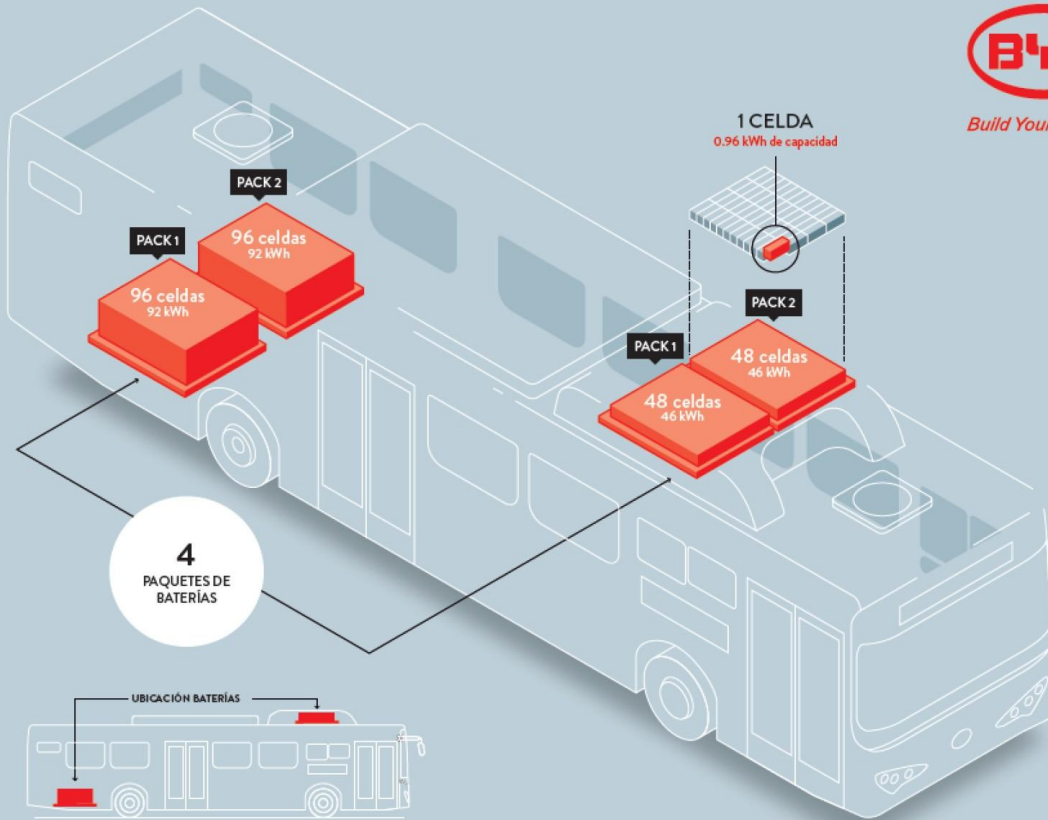 Build Your
1 CELDA
0.96 kWh de capacidad
PACK 2
96 celdas
92 kWh
PACK 1
96 celdas
92 kWh
PACK 2
48 celdas
46 kWh
PACK 1
48 celdas
46 kWh
4
PAQUETES DE
BATERÍAS
UBICACIÓN BATERÍAS